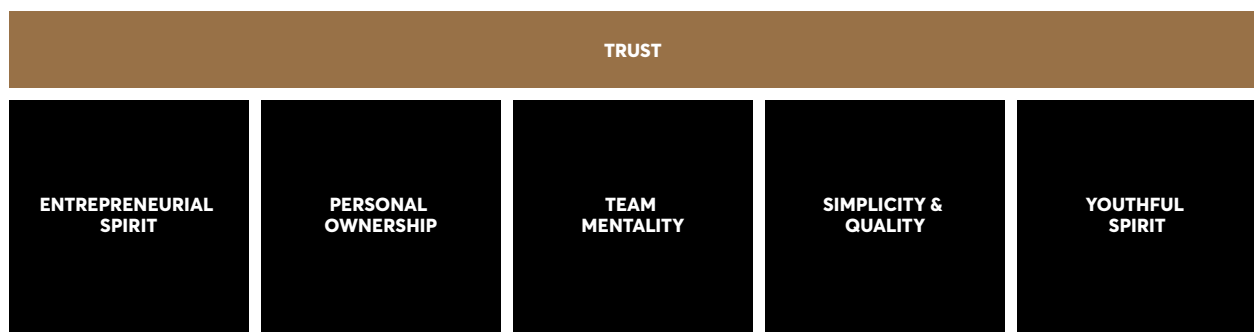 TRUST
ENTREPRENEURIAL
SPIRIT
PERSONAL
OWNERSHIP
TEAM
MENTALITY
SIMPLICITY &
QUALITY
YOUTHFUL
SPIRIT